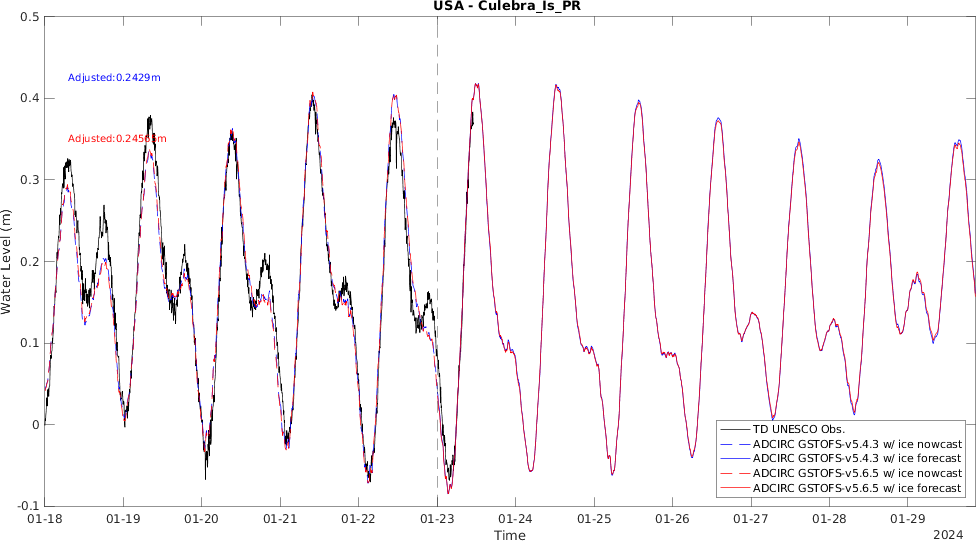 USA - Culebra_Is_PR
0.5
0.4
0.3
0.2
0.1
0
-0.1
Water Level (m)
Adjusted:0.2429m
TD UNESCO Obs.
ADCIRC GSTOFS-v5.4.3 w/ ice nowcast
ADCIRC GSTOFS-v5.4.3 w/ ice forecast
ADCIRC GSTOFS-v5.6.5 w/ ice nowcast
ADCIRC GSTOFS-v5.6.5 w/ ice forecast
01-18 01-19 01-20 01-21 01-22 01-23 01-24 01-25 01-26 01-27 01-28 01-29
Time
2024